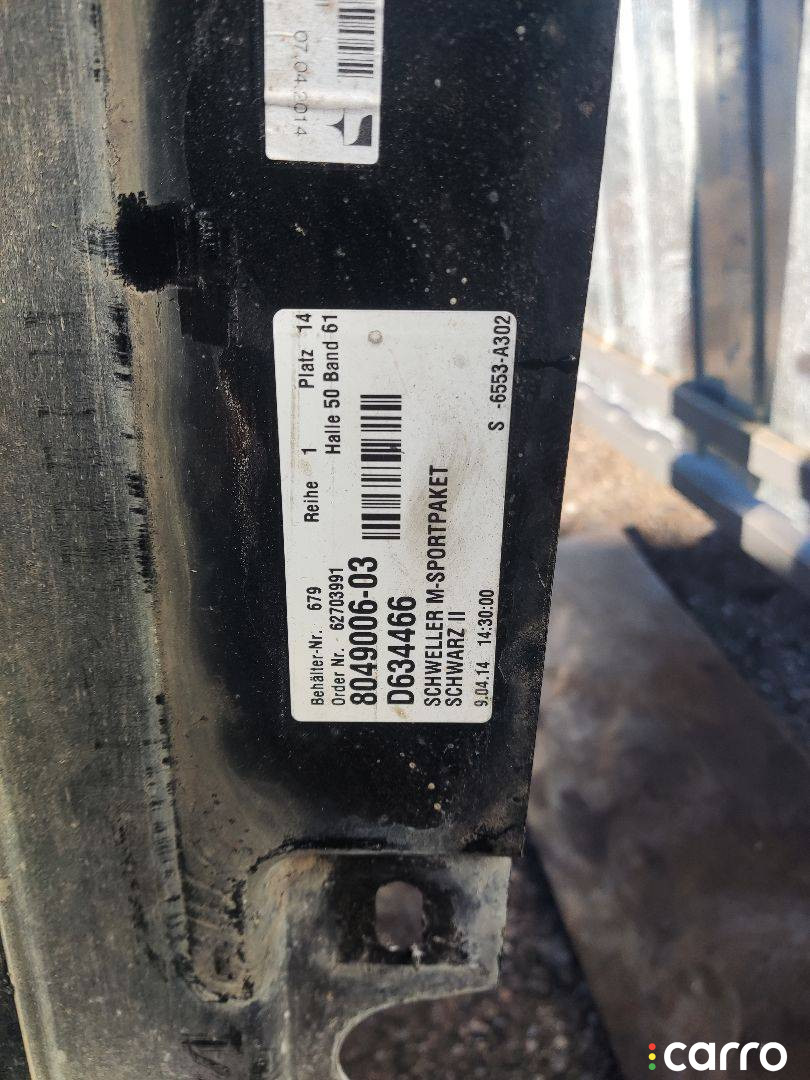 07.04.2014
Behälter-Nr. 679 Reihe 1 Platz 14
Order Nr. - 62703991 Halle 50 Band 61
8049006-03
D634466
SCHWELLER M-SPORTPAKET
SCHWARZ II
9.04.14 14:30:00 S -6553-A302
carro